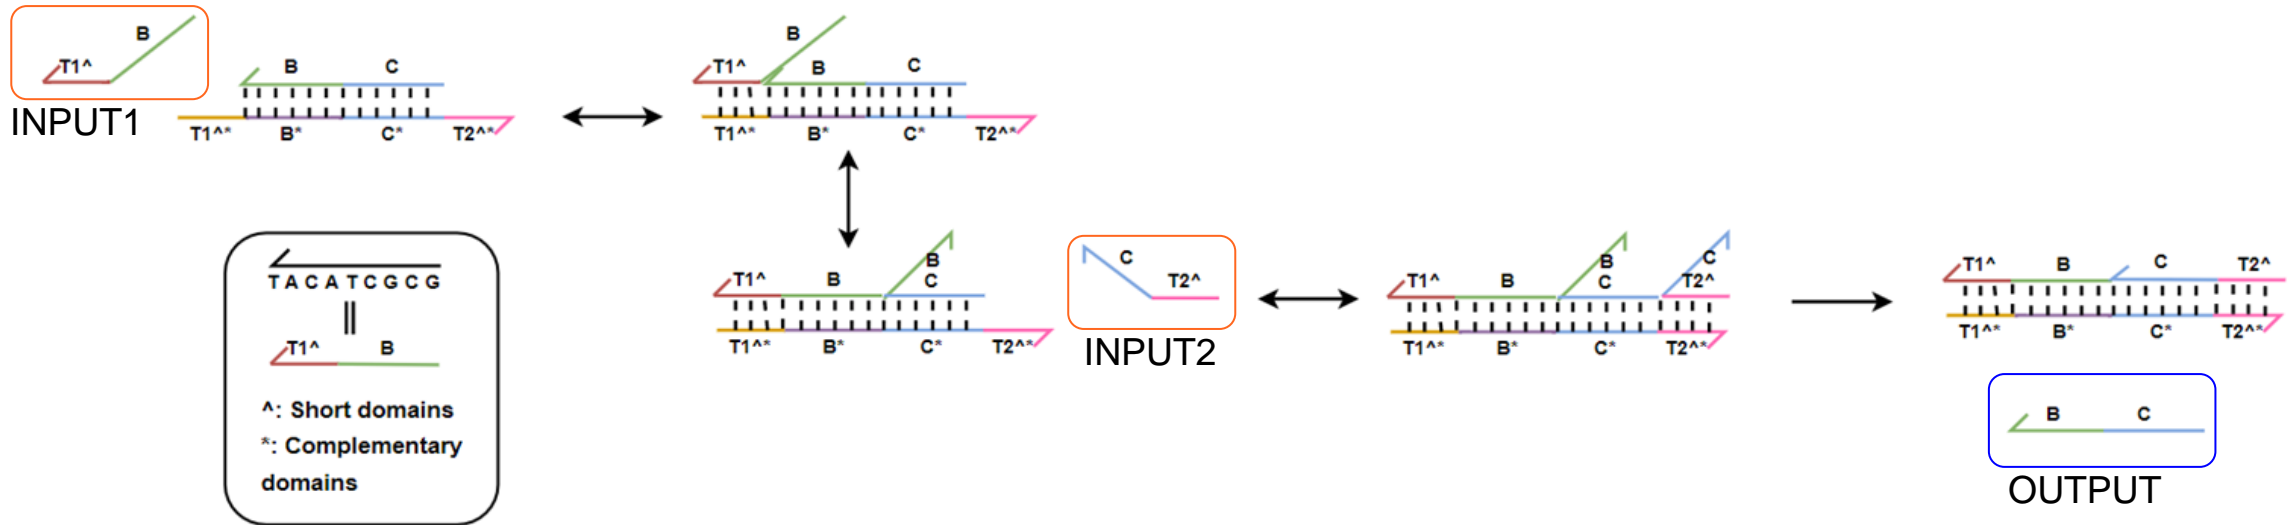 B
T1^
INPUT1
B C
T1^* B* C* T2^*
B
T1^ B C
T1^* B* C* T2^*
T A C A T C G C G
T1^ B
^: Short domains
*: Complementary
domains
B
T1^ B C
T1^* B* C* T2^*
C
T2^
INPUT2
B C
T1^ B C T2^
T1^* B* C* T2^*
T1^ B C T2^
T1^* B* C* T2^*
B C
OUTPUT